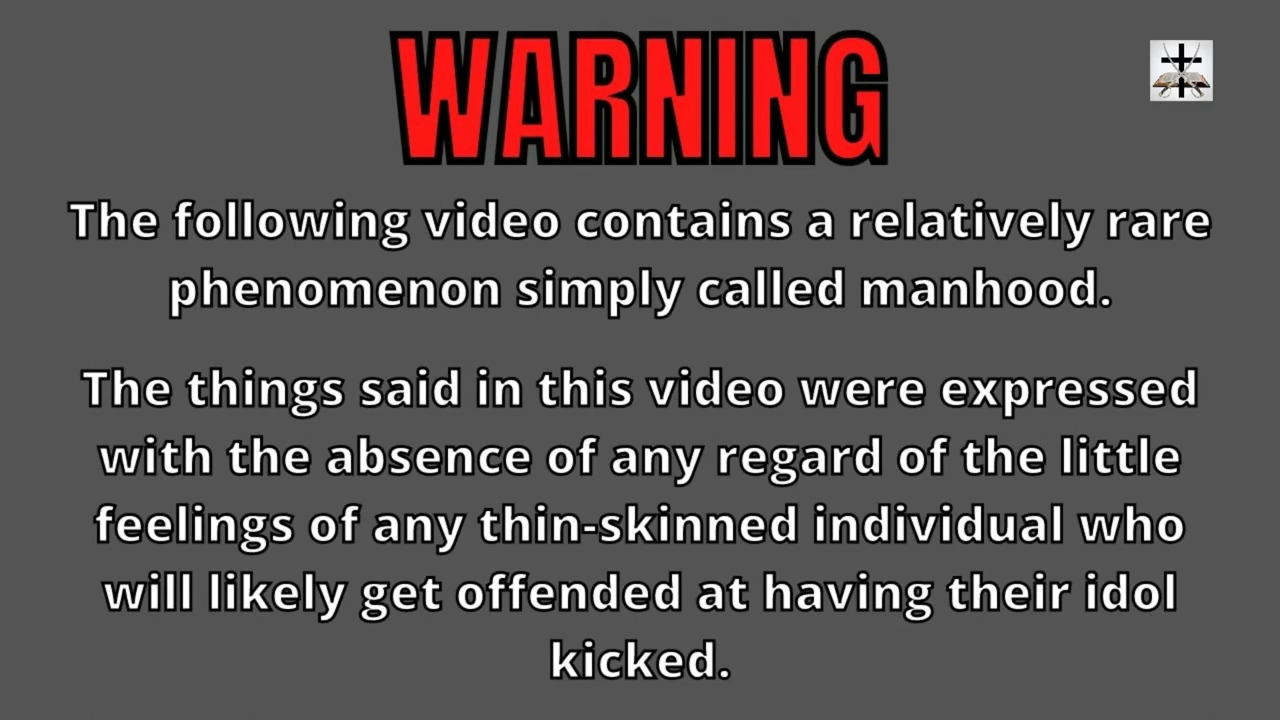 WARNING
The following video contains a relatively rare
phenomenon simply called manhood.
The things said in this video were expressed
with the absence of any regard of the little
feelings of any thin-skinned individual who
will likely get offended at having their idol
kicked.